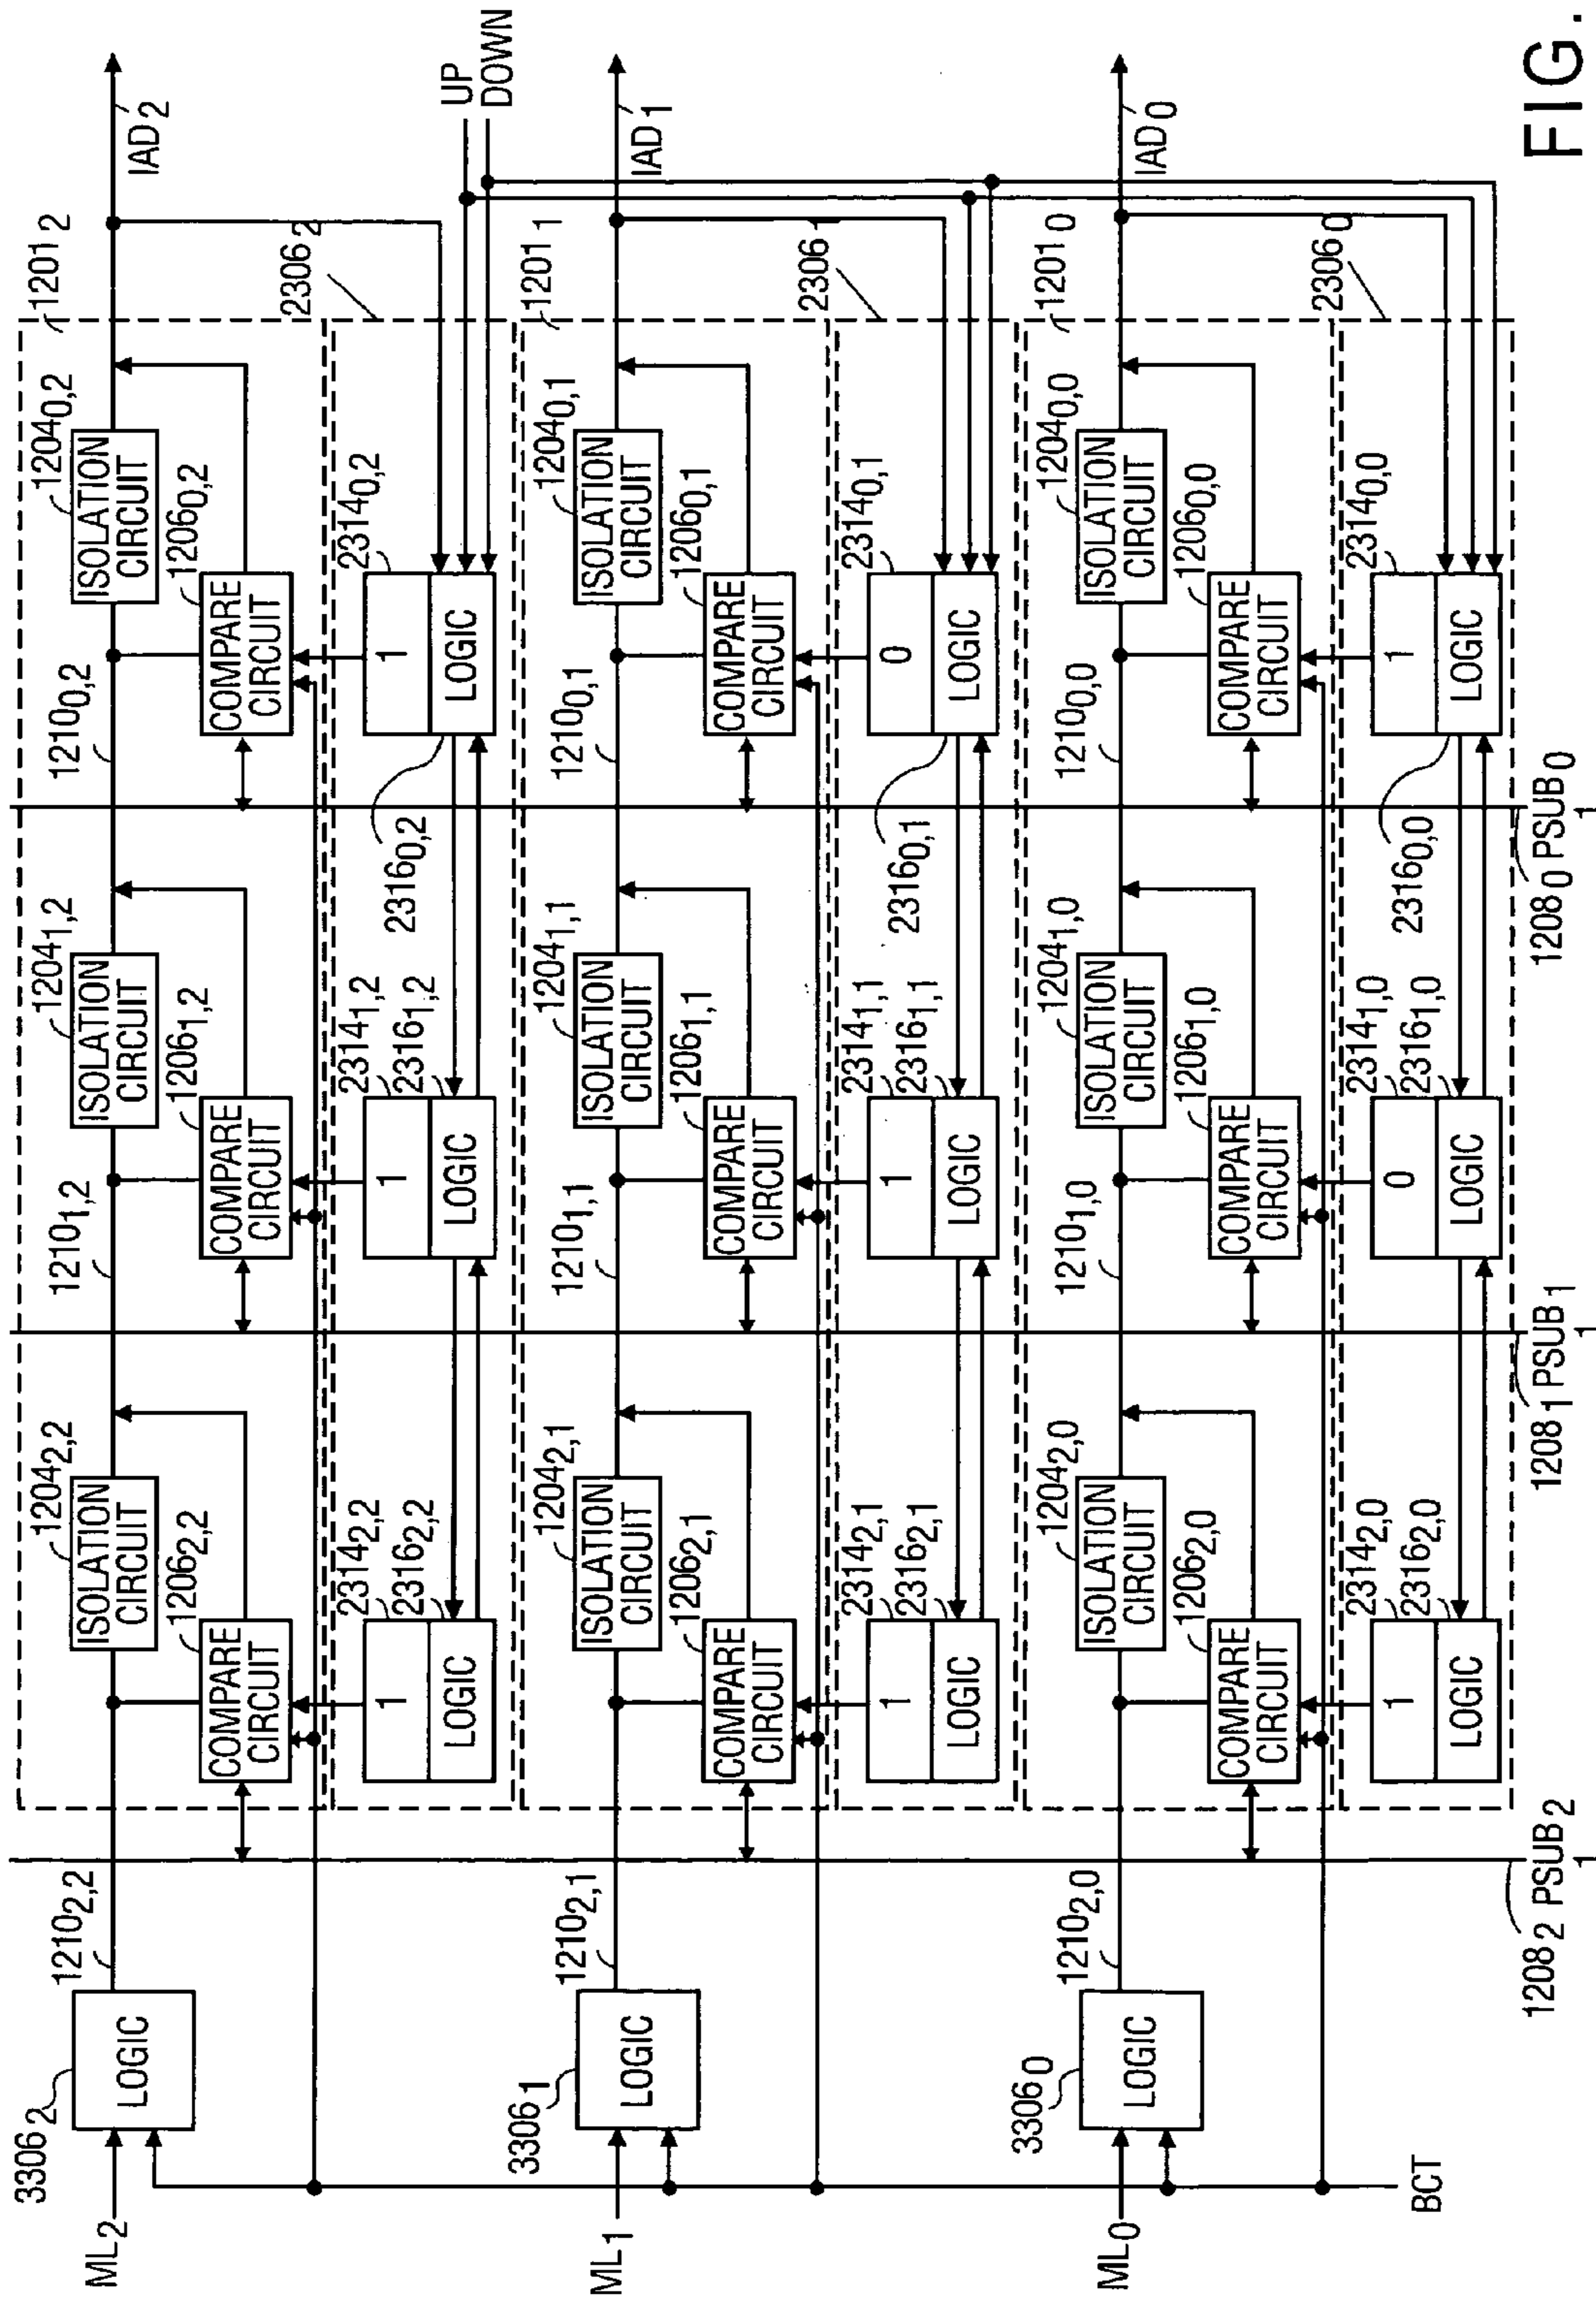 ML2
3306 2
LOGIC
1210 2,2
ISOLATION CIRCUIT
1204 2,2
COMPARE CIRCUIT
1206 2,2
1210 1,2
ISOLATION CIRCUIT
1204 1,2
COMPARE CIRCUIT
1206 1,2
1210 0,2
ISOLATION CIRCUIT
1204 0,2
COMPARE CIRCUIT
1206 0,2
1201 2
IAD2
1
LOGIC
2314 2,2
2316 2,2
1
LOGIC
2314 1,2
2316 1,2
1
LOGIC
2314 0,2
2316 0,2
2306 2
UP
DOWN
ML1
3306 1
LOGIC
1210 2,1
ISOLATION CIRCUIT
1204 2,1
COMPARE CIRCUIT
1206 2,1
1210 1,1
ISOLATION CIRCUIT
1204 1,1
COMPARE CIRCUIT
1206 1,1
1210 0,1
ISOLATION CIRCUIT
1204 0,1
COMPARE CIRCUIT
1206 0,1
1201 1
IAD1
1
LOGIC
2314 2,1
2316 2,1
1
LOGIC
2314 1,1
2316 1,1
0
LOGIC
2314 0,1
2316 0,1
2306 1
ML0
3306 0
LOGIC
1210 2,0
ISOLATION CIRCUIT
1204 2,0
COMPARE CIRCUIT
1206 2,0
1210 1,0
ISOLATION CIRCUIT
1204 1,0
COMPARE CIRCUIT
1206 1,0
1210 0,0
ISOLATION CIRCUIT
1204 0,0
COMPARE CIRCUIT
1206 0,0
1201 0
IAD0
1
LOGIC
2314 2,0
2316 2,0
0
LOGIC
2314 1,0
2316 1,0
1
LOGIC
2314 0,0
2316 0,0
2306 0
BCT
1208 2 PSUB2
1
1208 1 PSUB1
1
1208 0 PSUB0
1
FIG.